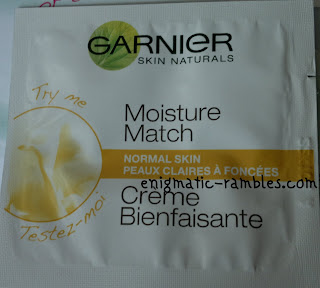 GARNIER
SKIN NATURALS
Try me
Moisture
Match
NORMAL SKIN
PEAUX CLAIRES À FONCÉES
enigmatic-rambles.com
Crème
Bienfaisante
Testez-moi